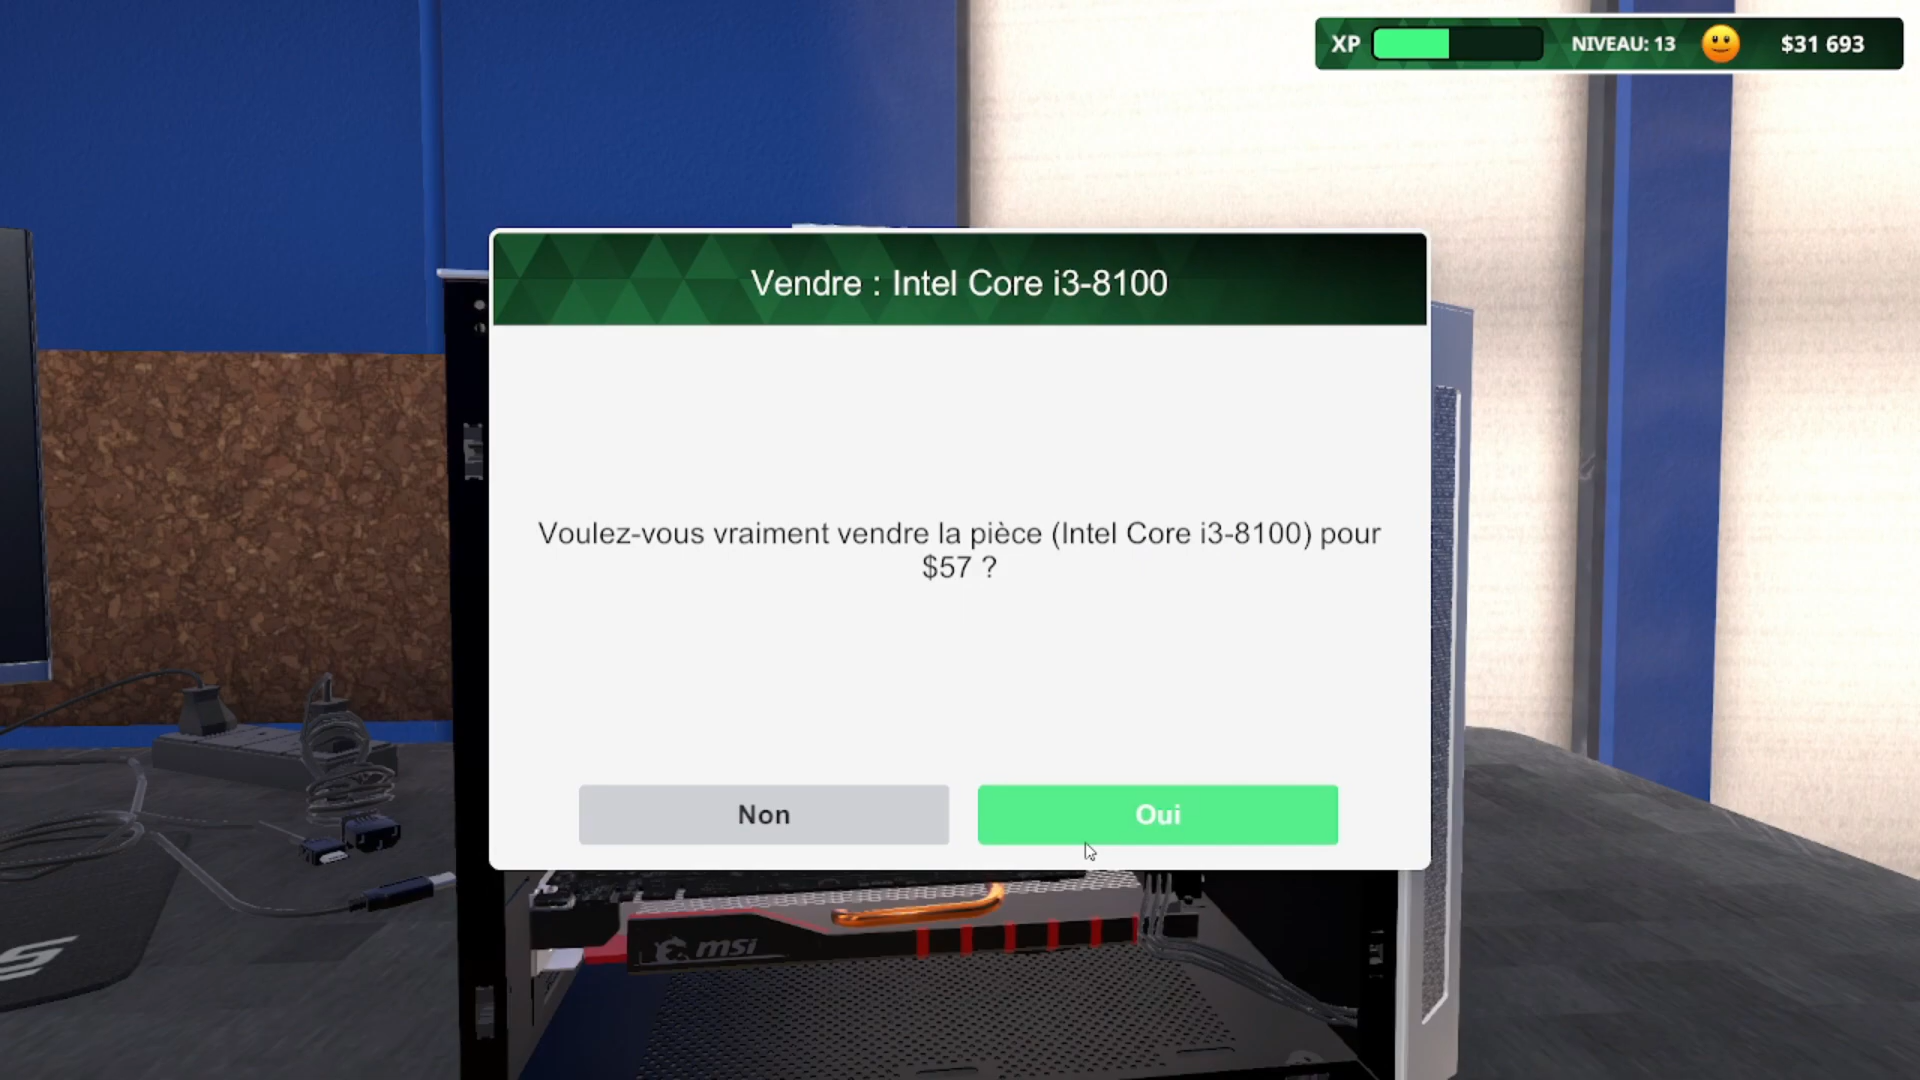 XP NIVEAU: 13 $31 693
Vendre : Intel Core i3-8100
Voulez-vous vraiment vendre la pièce (Intel Core i3-8100) pour
$57 ?
Non Oui
msi